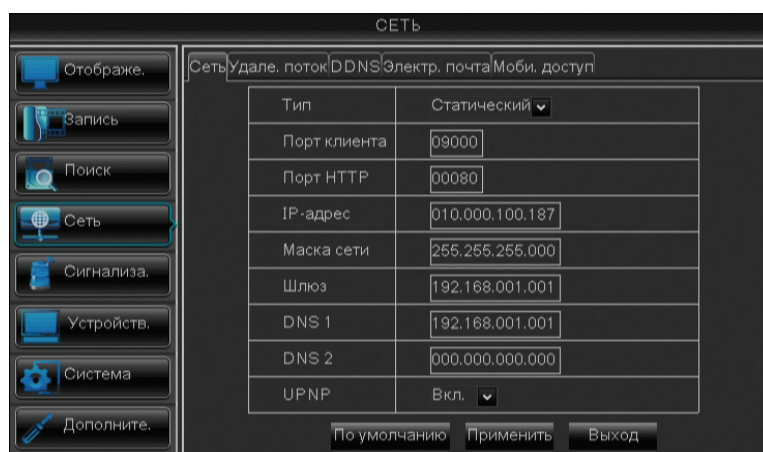 СЕТЬ
Отображе.
Запись
Поиск
Сеть
Сигнализа.
Устройств.
Система
Дополните.
Сеть Удале. поток DDNS Электр. почта Моби. доступ
Тип Статический
Порт клиента 09000
Порт HTTP 00080
IP-адрес 010.000.100.187
Маска сети 255.255.255.000
Шлюз 192.168.001.001
DNS 1 192.168.001.001
DNS 2 000.000.000.000
UPNP Вкл.
По умолчанию Применить Выход